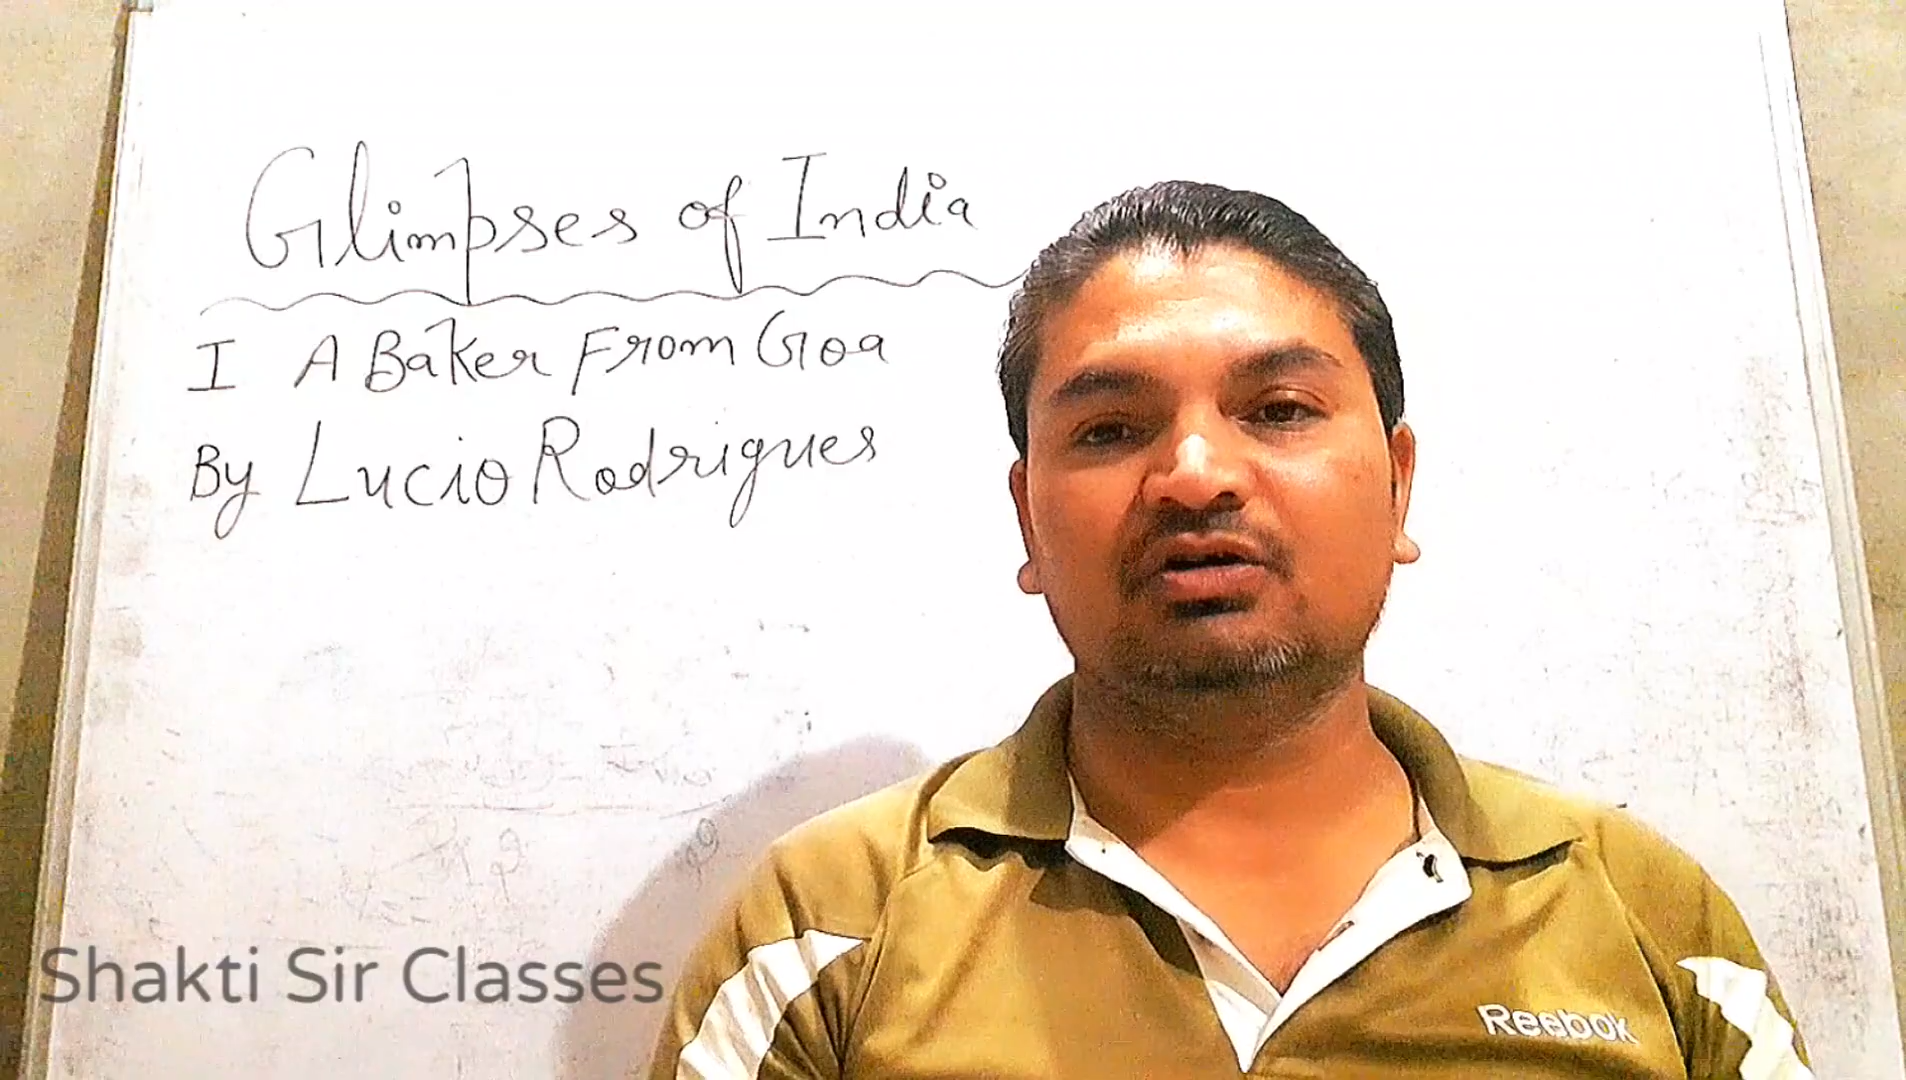 Glimpses of India
I A Baker From Goa
By Lucio Rodrigues
Shakti Sir Classes
Reebok